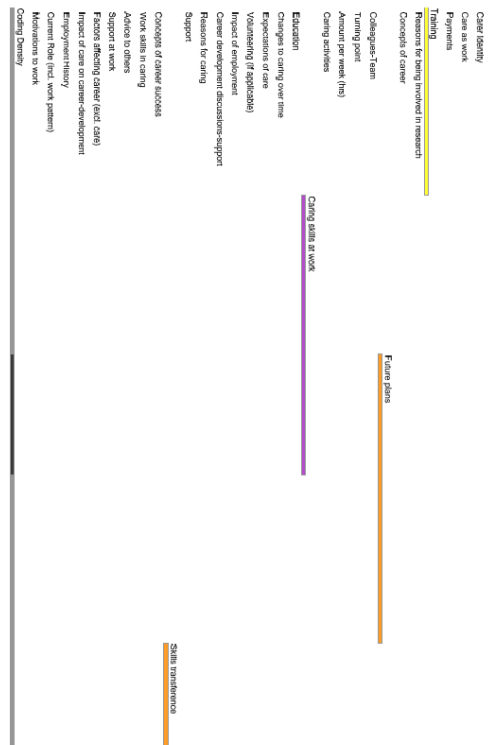 Carer Identity
Care as work
Payments
Training
Reasons for being involved in research
Concepts of career
Future plans
Colleagues-Team
Turning point
Amount per week (hrs)
Caring activities
Caring skills at work
Education
Changes to caring over time
Expectations of care
Volunteering (if applicable)
Impact of employment
Career development discussions-support
Reasons for caring
Support
Skills transference
Concepts of career success
Work skills in caring
Advice to others
Support at work
Factors affecting career (excl. care)
Impact of care on career-development
Employment History
Current Role (incl. work pattern)
Motivations to work
Coding Density